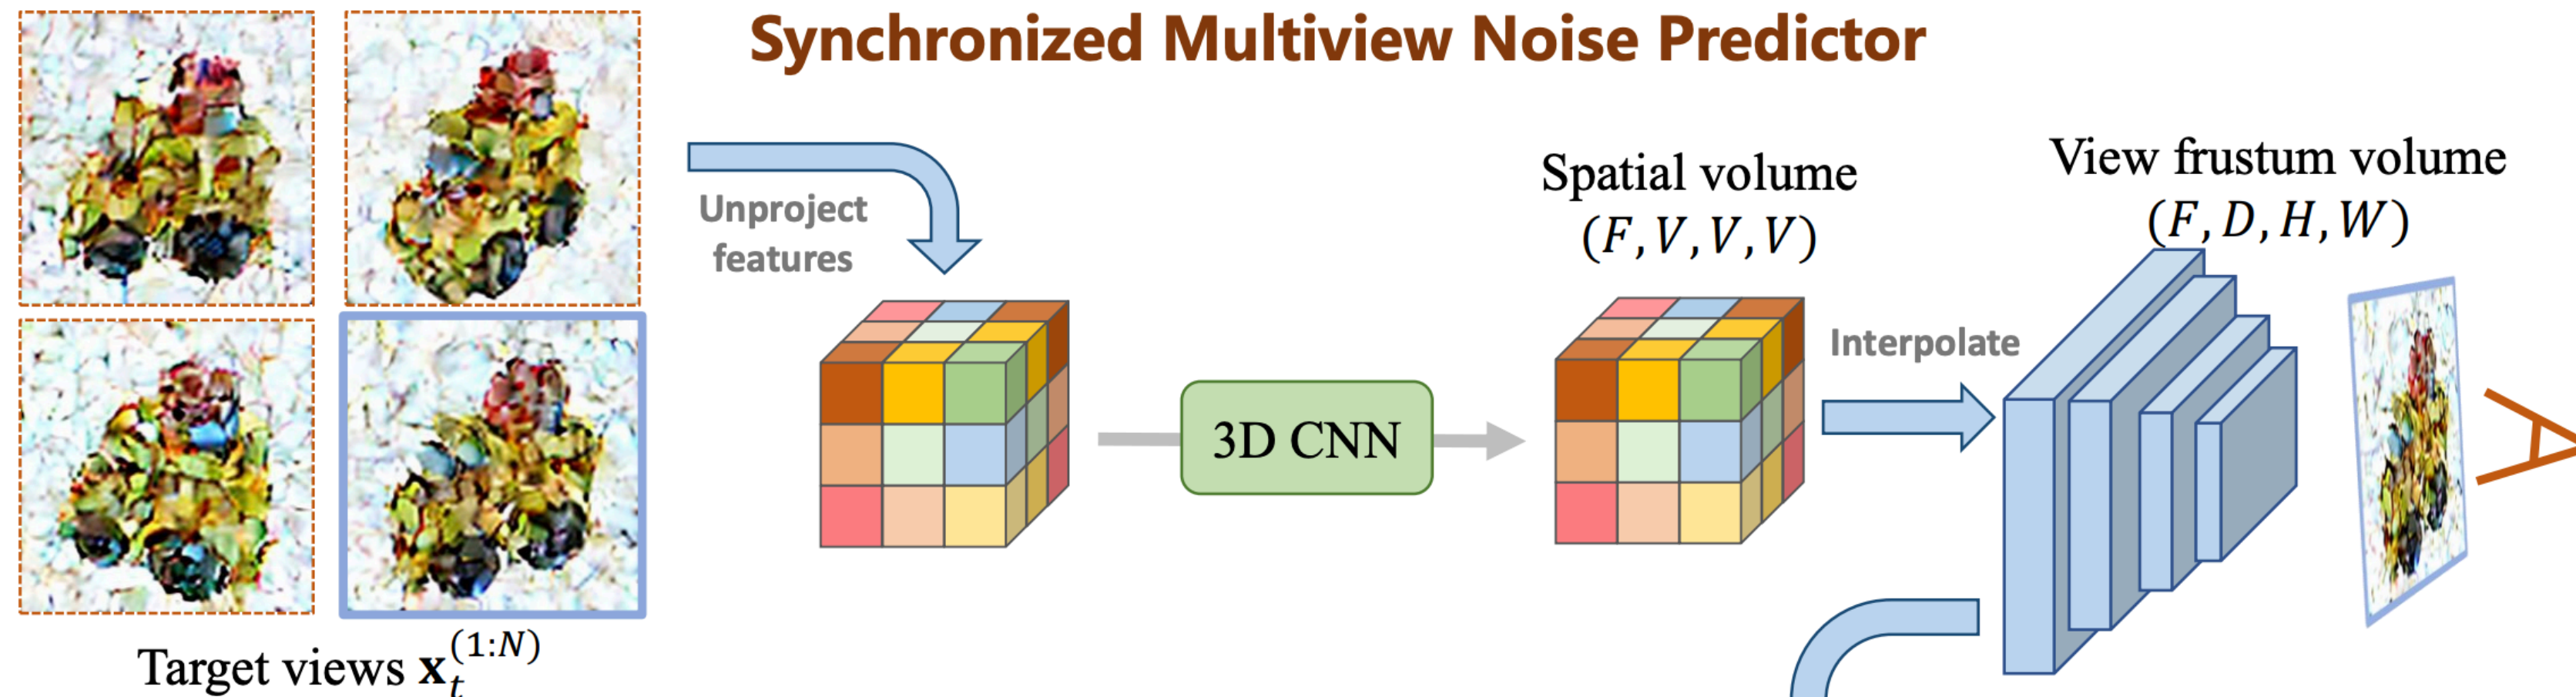 Synchronized Multiview Noise Predictor
Unproject
features
3D CNN
Spatial volume
(F, V, V, V)
Interpolate
View frustum volume
(F, D, H, W)
Target views x_t^(1:N)